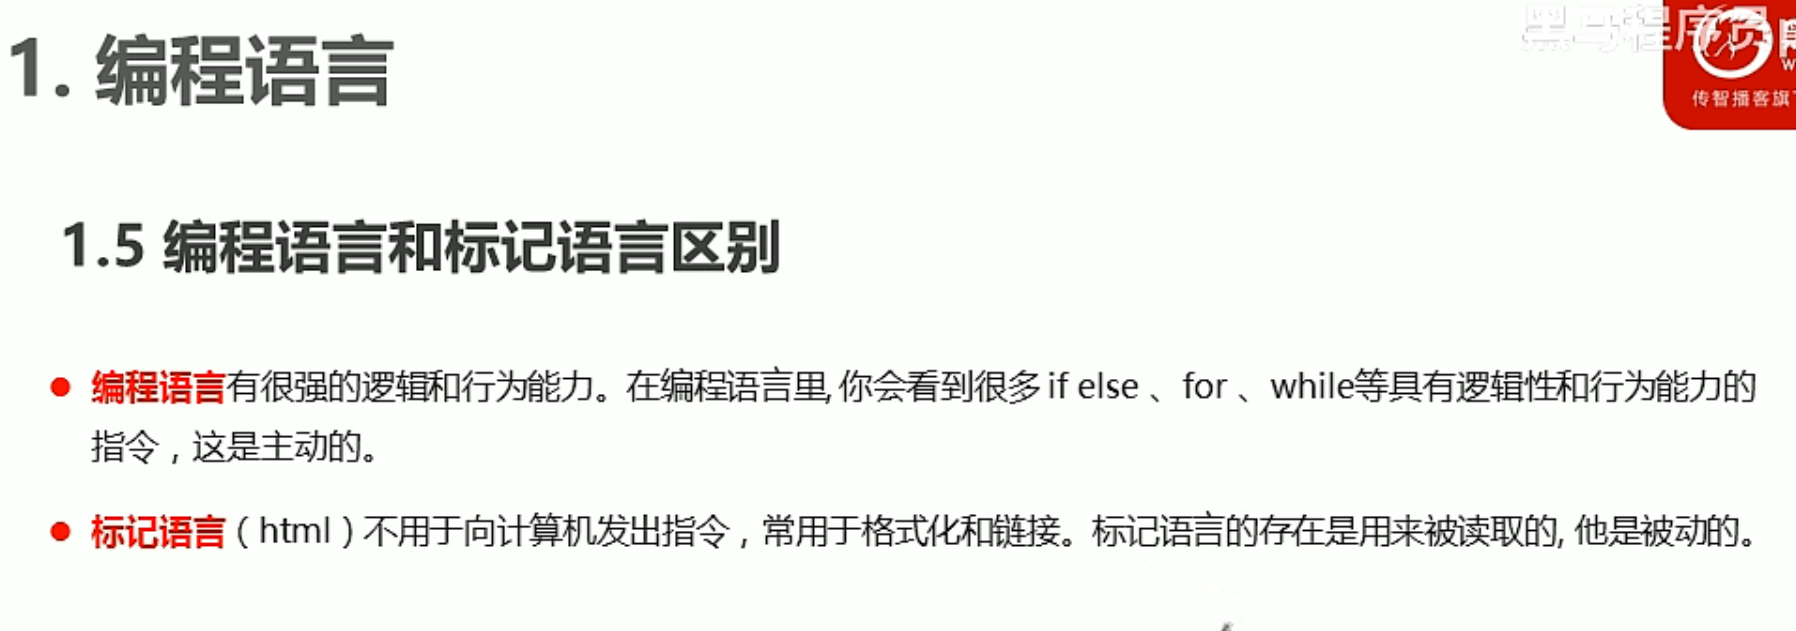 黑马程序员
传智播客旗
1. 编程语言
1.5 编程语言和标记语言区别
● 编程语言有很强的逻辑和行为能力。在编程语言里,你会看到很多 if else 、for 、while等具有逻辑性和行为能力的
指令，这是主动的。
● 标记语言（html）不用于向计算机发出指令，常用于格式化和链接。标记语言的存在是用来被读取的, 他是被动的。